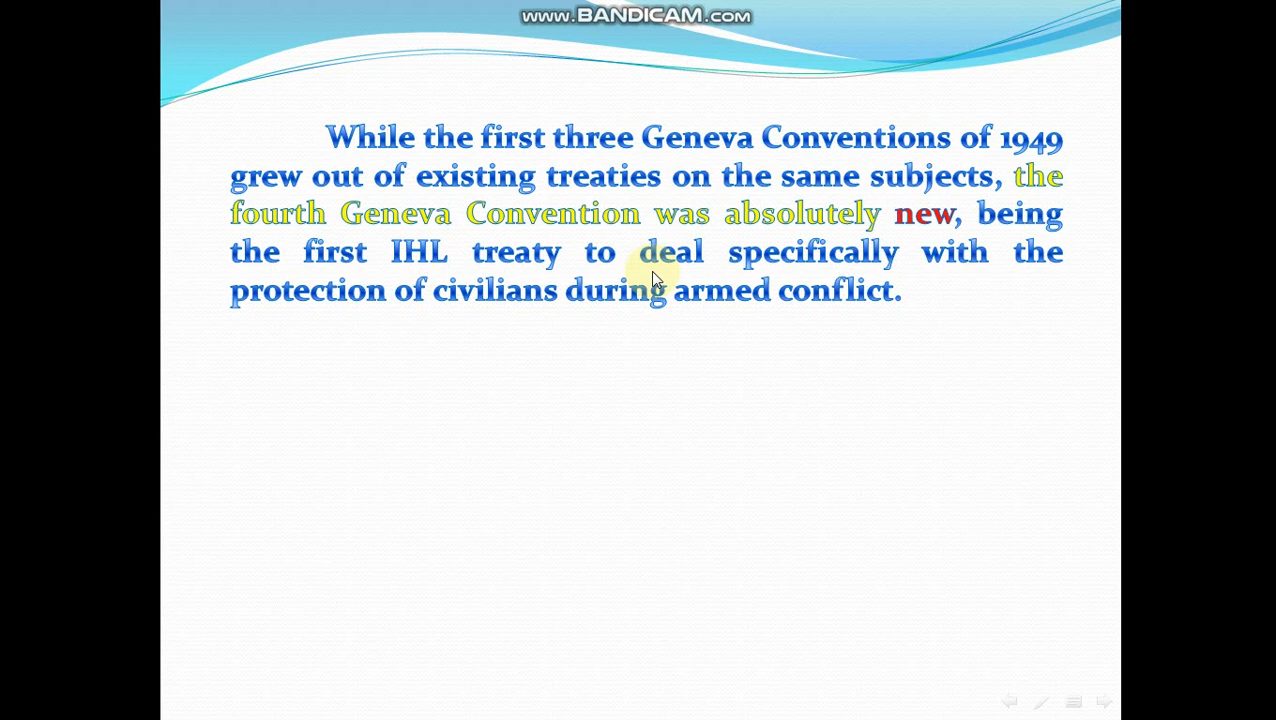 www.BANDICAM.com
While the first three Geneva Conventions of 1949
grew out of existing treaties on the same subjects, the
fourth Geneva Convention was absolutely new, being
the first IHL treaty to deal specifically with the
protection of civilians during armed conflict.